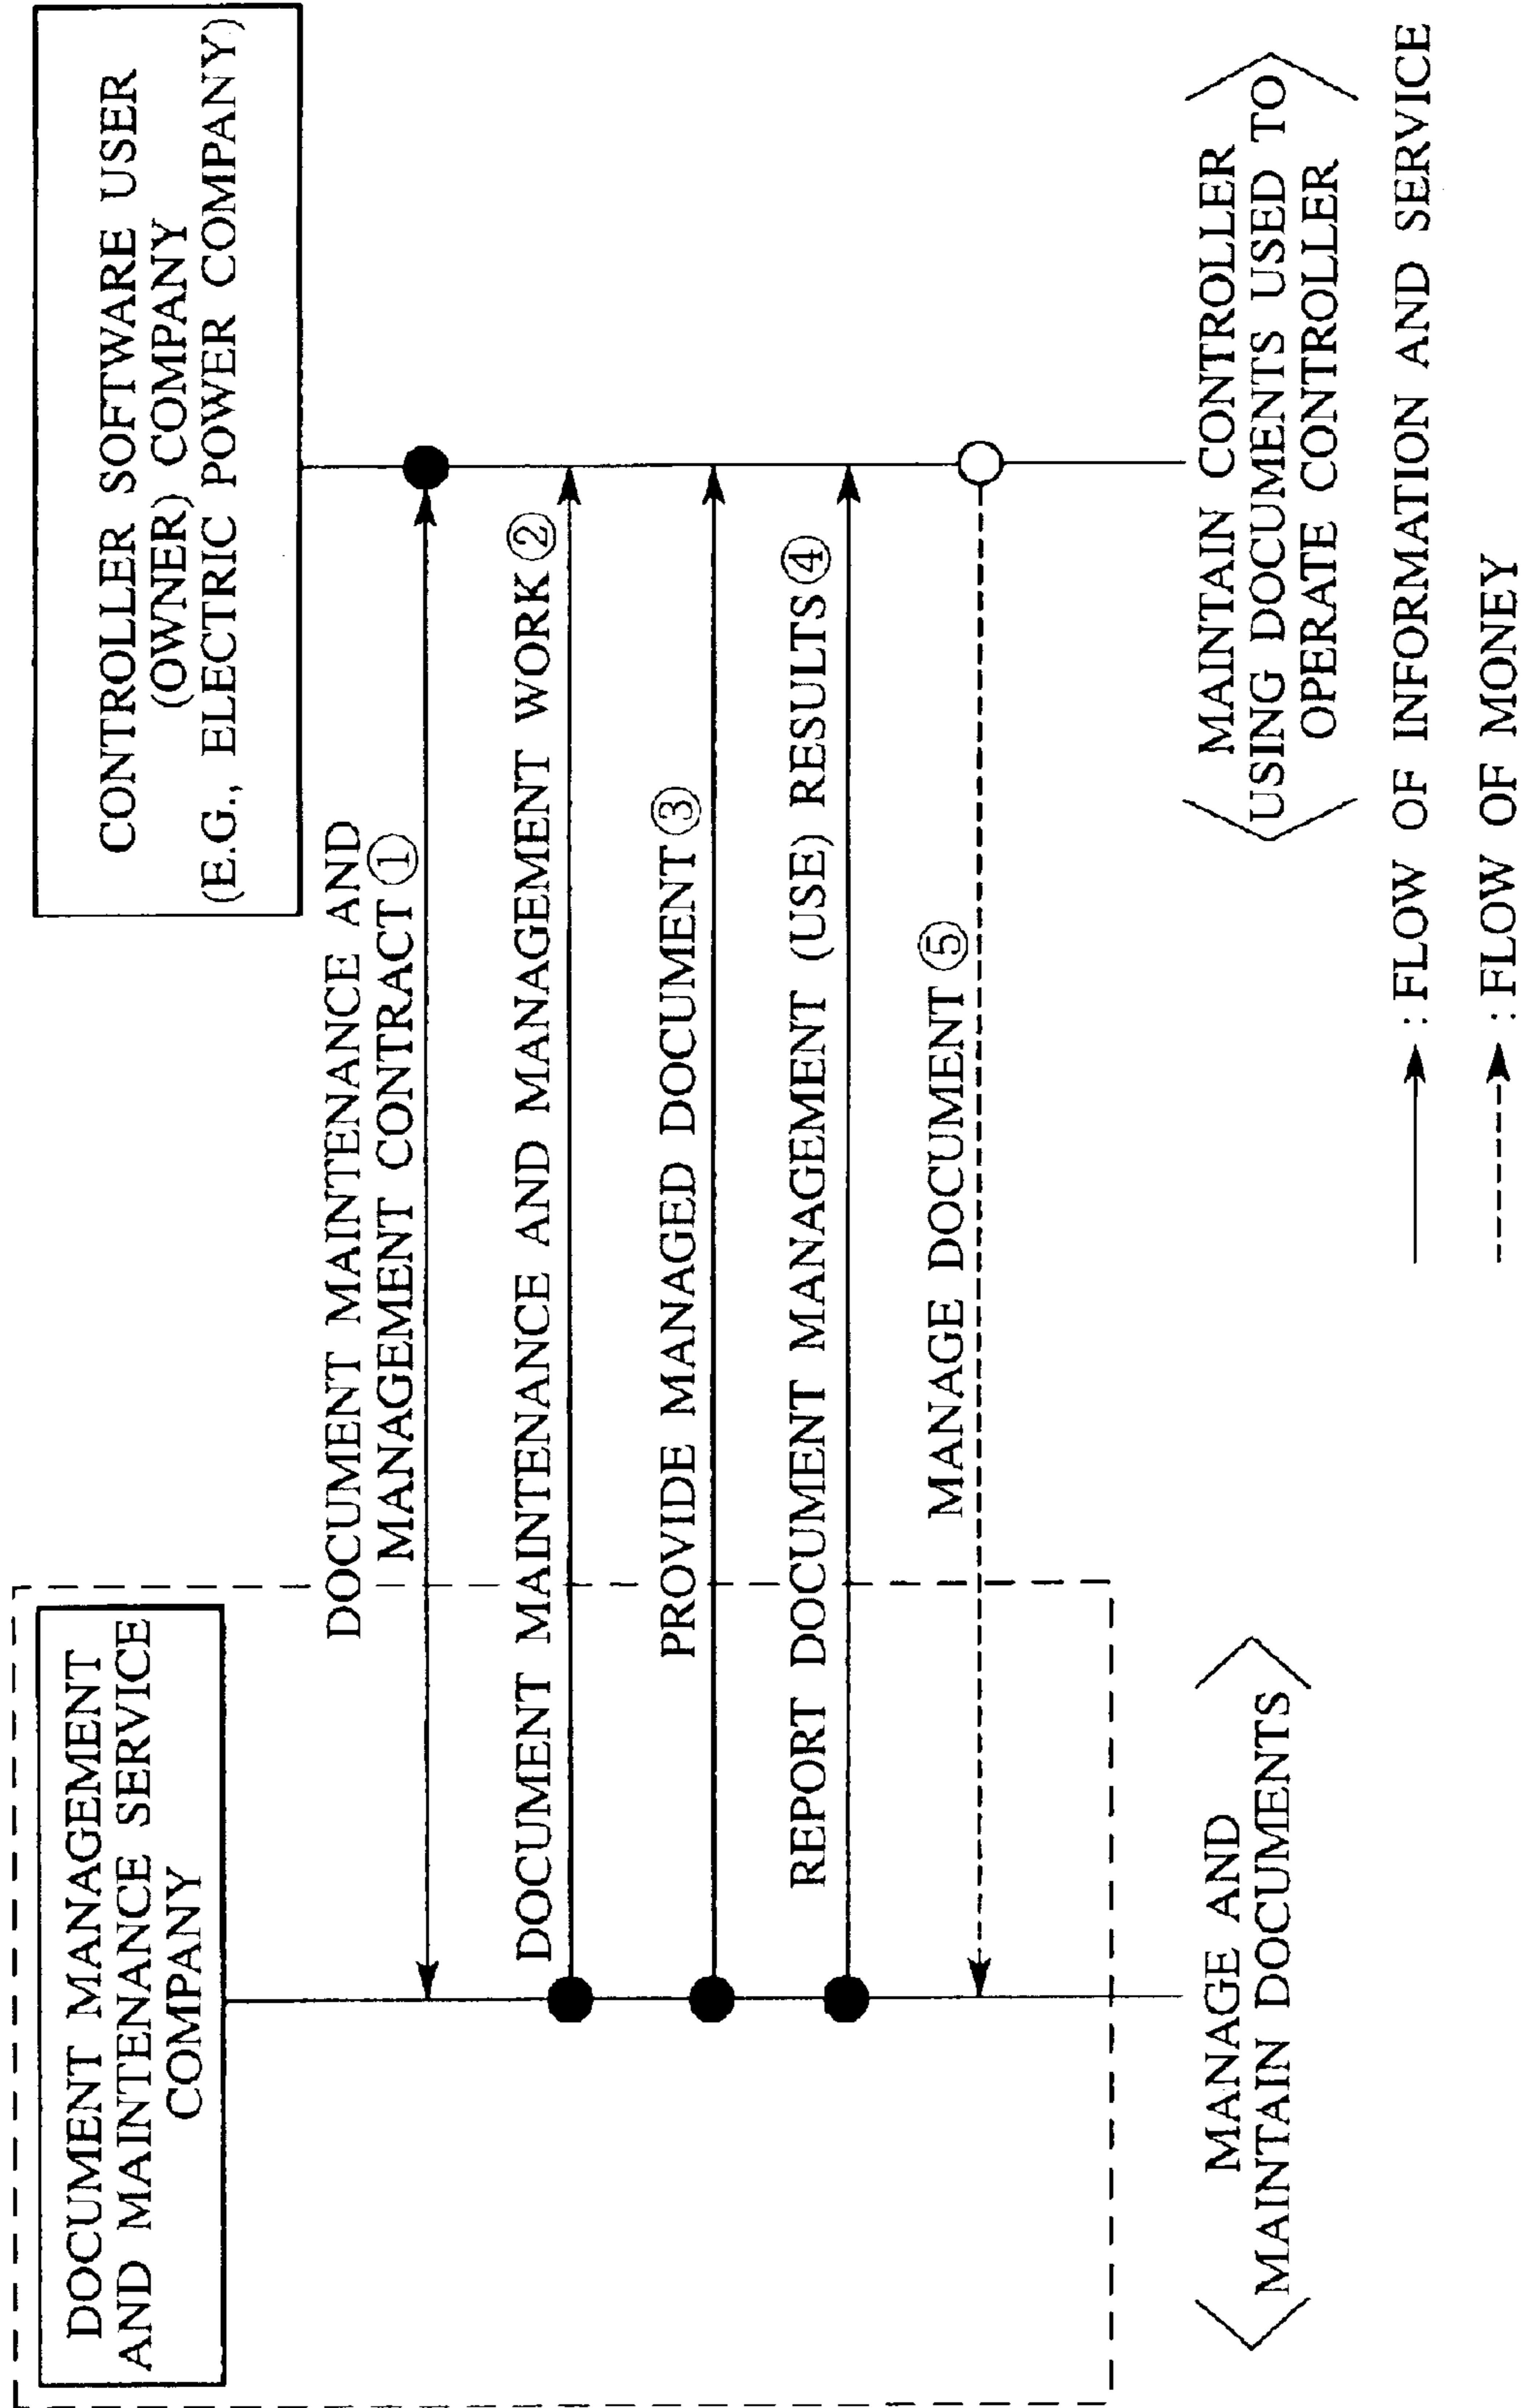 DOCUMENT MANAGEMENT
AND MAINTENANCE SERVICE
COMPANY
CONTROLLER SOFTWARE USER
(OWNER) COMPANY
(E.G., ELECTRIC POWER COMPANY)
DOCUMENT MAINTENANCE AND
MANAGEMENT CONTRACT ①
DOCUMENT MAINTENANCE AND MANAGEMENT WORK ②
PROVIDE MANAGED DOCUMENT ③
REPORT DOCUMENT MANAGEMENT (USE) RESULTS ④
MANAGE DOCUMENT ⑤
MANAGE AND
MAINTAIN DOCUMENTS
MAINTAIN CONTROLLER
USING DOCUMENTS USED TO
OPERATE CONTROLLER
: FLOW OF INFORMATION AND SERVICE
: FLOW OF MONEY